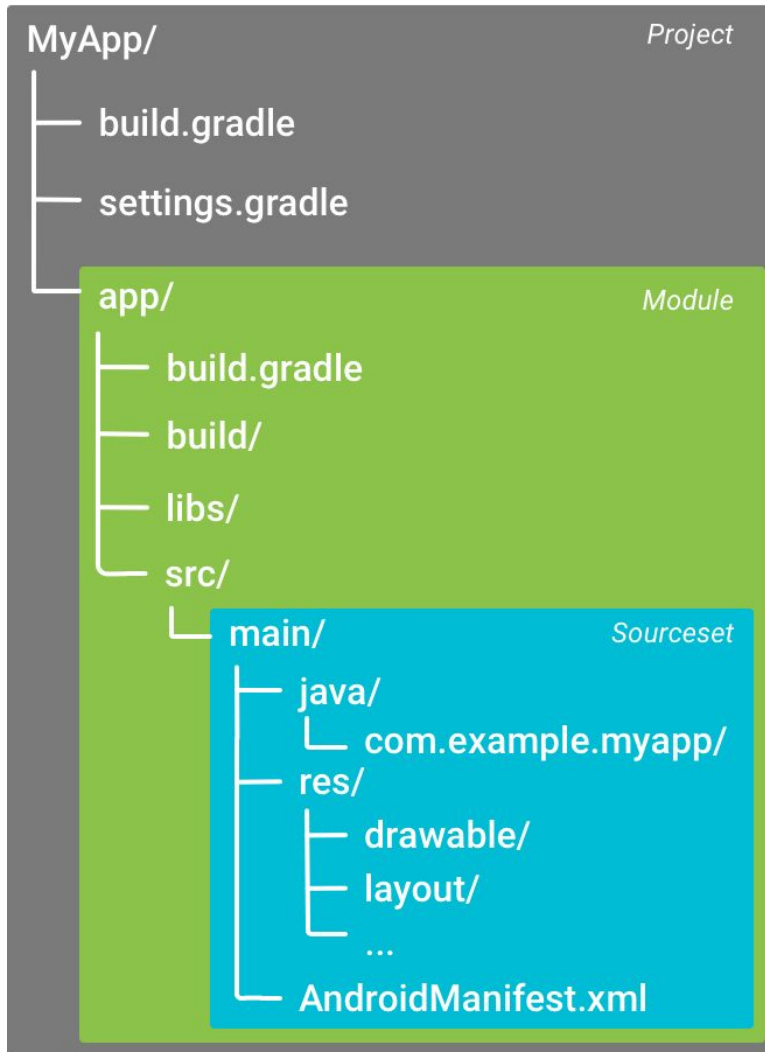 MyApp/ Project
build.gradle
settings.gradle
app/ Module
build.gradle
build/
libs/
src/
main/ Sourceset
java/
com.example.myapp/
res/
drawable/
layout/
...
AndroidManifest.xml